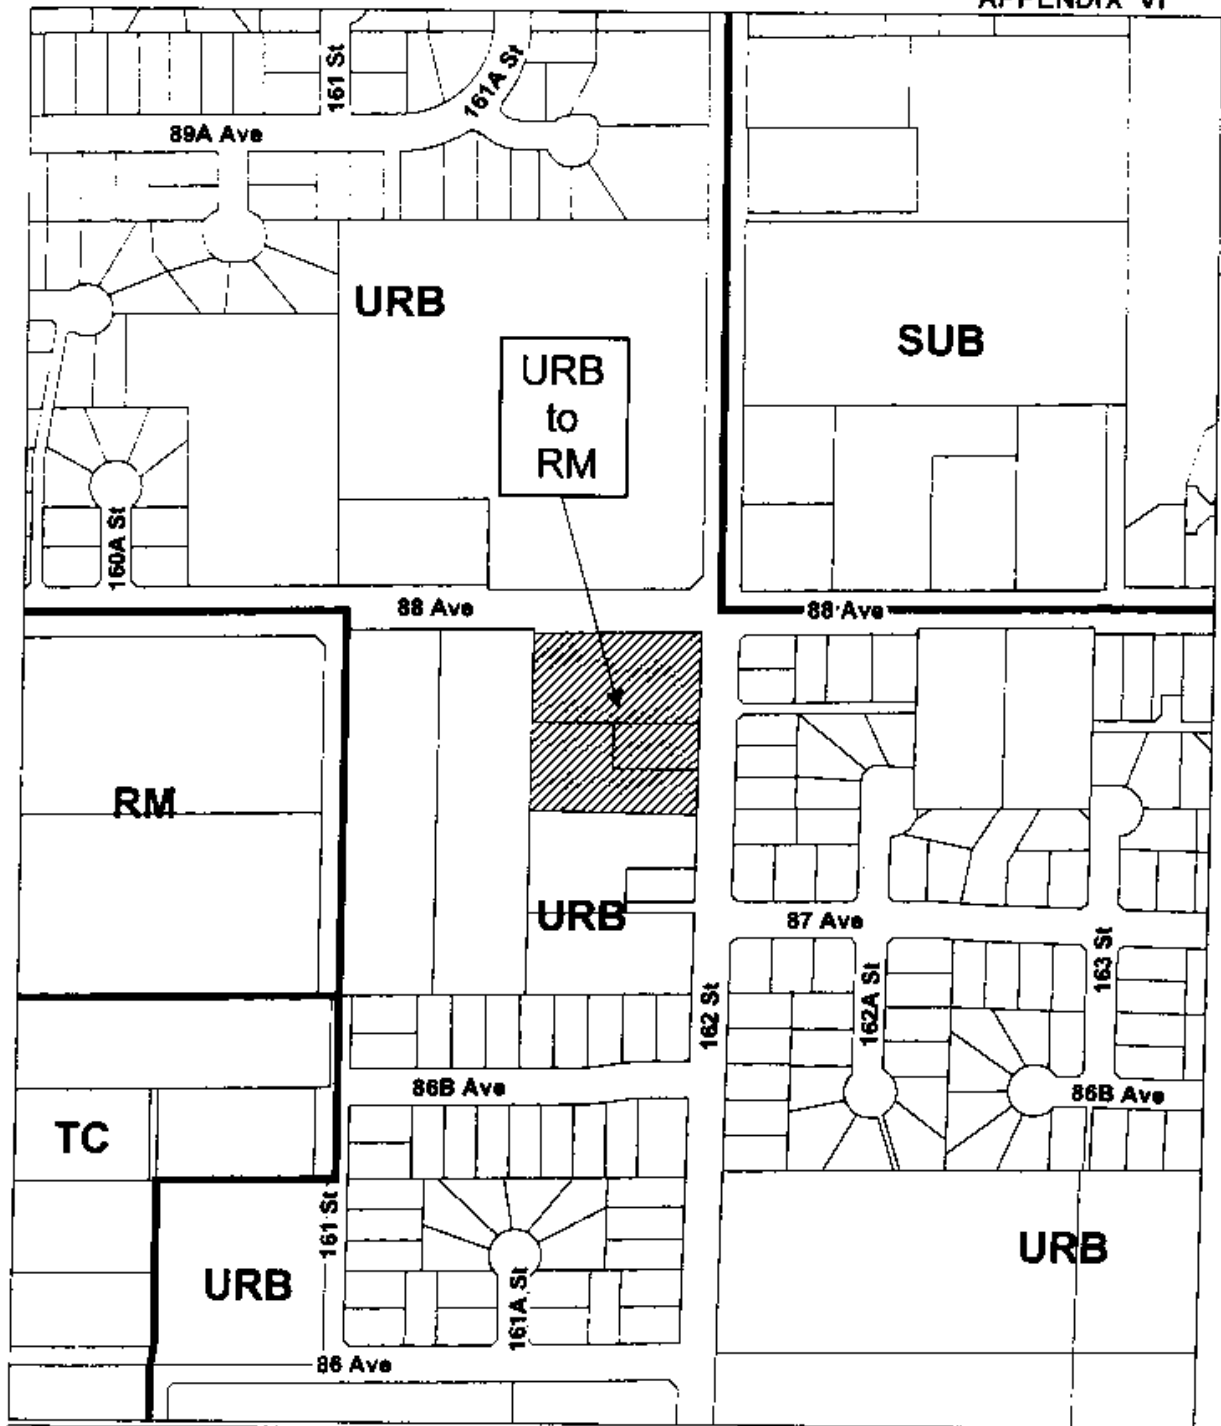 APPENDIX VI
161 St
161A St
89A Ave
URB
SUB
URB
to
RM
160A St
88 Ave
88 Ave
RM
URB
87 Ave
163 St
162A St
162 St
86B Ave
86B Ave
TC
161 St
URB
URB
161A St
86 Ave